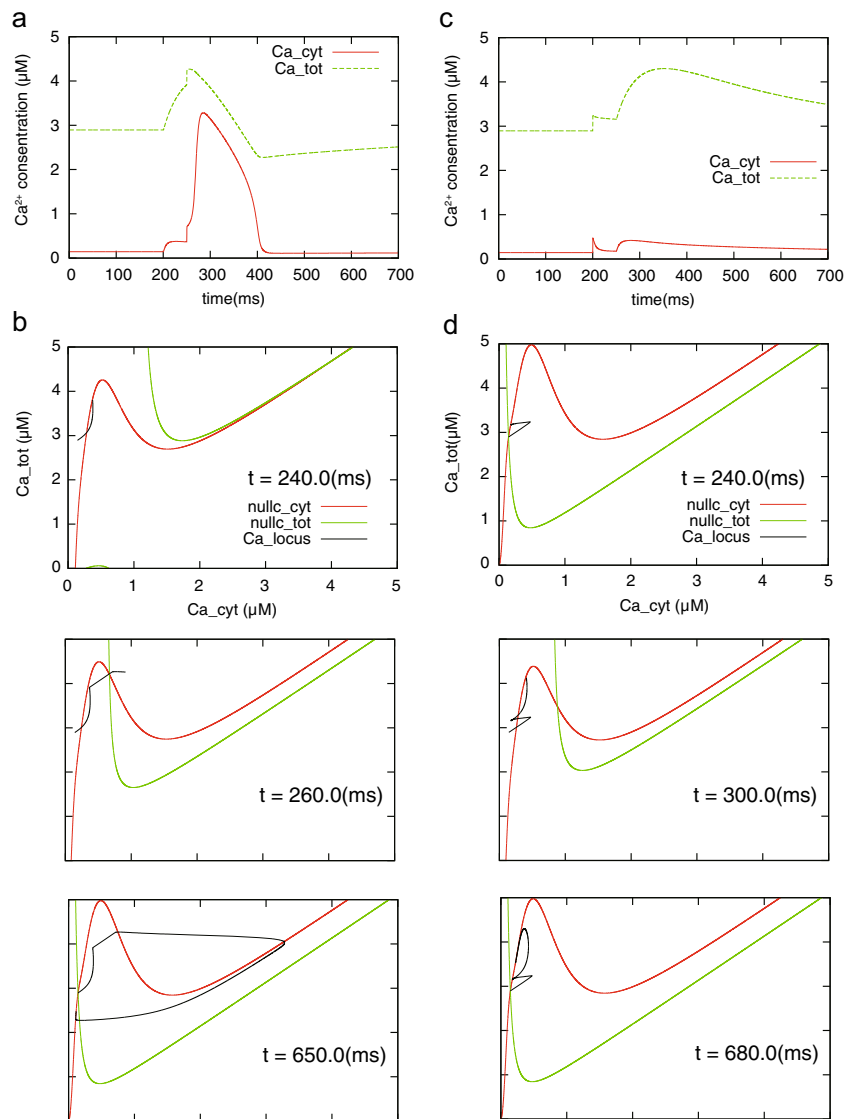 a
Ca_cyt
Ca_tot
Ca²⁺ consentration (µM)
5
4
3
2
1
0
0 100 200 300 400 500 600 700
time(ms)
c
Ca_cyt
Ca_tot
Ca²⁺ concentration (µM)
5
4
3
2
1
0
0 100 200 300 400 500 600 700
time(ms)
b
Ca_tot (µM)
5
4
3
2
1
0
t = 240.0(ms)
nullc_cyt
nullc_tot
Ca_locus
0 1 2 3 4 5
Ca_cyt (µM)
d
Ca_tot(µM)
5
4
3
2
1
0
t = 240.0(ms)
nullc_cyt
nullc_tot
Ca_locus
0 1 2 3 4 5
Ca_cyt (µM)
t = 260.0(ms)
t = 300.0(ms)
t = 650.0(ms)
t = 680.0(ms)